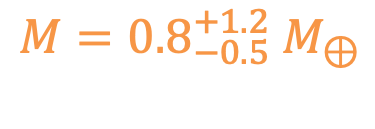 M = 0.8^{+1.2}_{−0.5} M_⊕